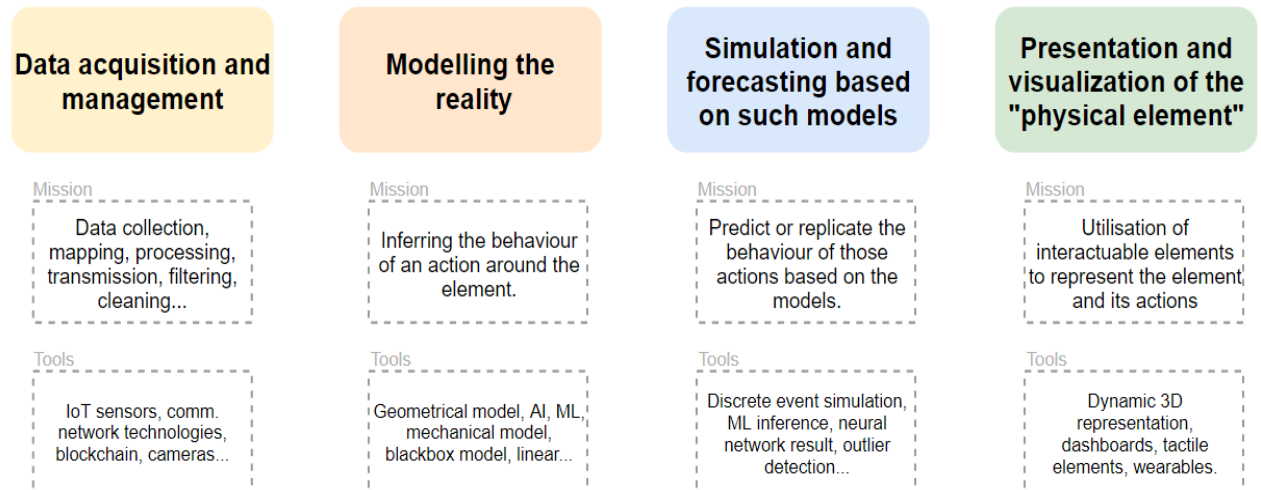 Data acquisition and
management
Modelling the
reality
Simulation and
forecasting based
on such models
Presentation and
visualization of the
"physical element"
Mission
Data collection,
mapping, processing,
transmission, filtering,
cleaning...
Mission
Inferring the behaviour
of an action around the
element.
Mission
Predict or replicate the
behaviour of those
actions based on the
models.
Mission
Utilisation of
interactuable elements
to represent the element
and its actions
Tools
IoT sensors, comm.
network technologies,
blockchain, cameras...
Tools
Geometrical model, AI, ML,
mechanical model,
blackbox model, linear...
Tools
Discrete event simulation,
ML inference, neural
network result, outlier
detection...
Tools
Dynamic 3D
representation,
dashboards, tactile
elements, wearables.